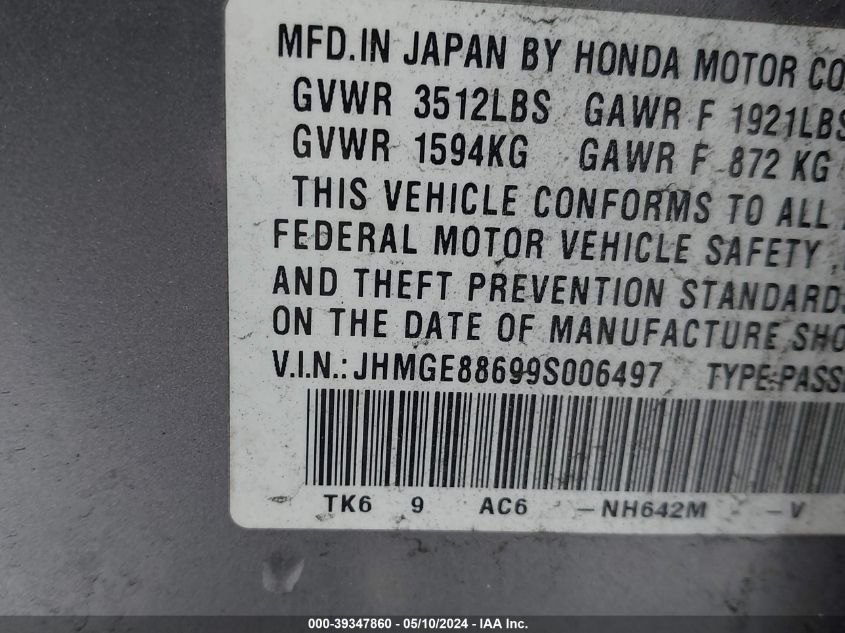 MFD.IN JAPAN BY HONDA MOTOR CO
GVWR 3512LBS GAWR F 1921LBS
GVWR 1594KG GAWR F 872 KG
THIS VEHICLE CONFORMS TO ALL
FEDERAL MOTOR VEHICLE SAFETY
AND THEFT PREVENTION STANDARDS
ON THE DATE OF MANUFACTURE SHO
V.I.N.: JHMGE88699S006497 TYPE:PASSE
TK6 9 AC6 -NH642M - -V
000-39347860 — 05/10/2024 — IAA Inc.